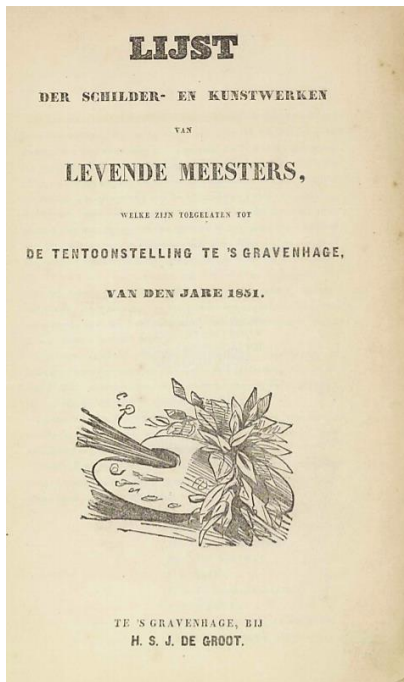 LIJST
DER SCHILDER- EN KUNSTWERKEN
VAN
LEVENDE MEESTERS,
WELKE ZIJN TOEGELATEN TOT
DE TENTOONSTELLING TE 'S GRAVENHAGE,
VAN DEN JARE 1851.
C.R
TE 'S GRAVENHAGE, BIJ
H. S. J. DE GROOT.